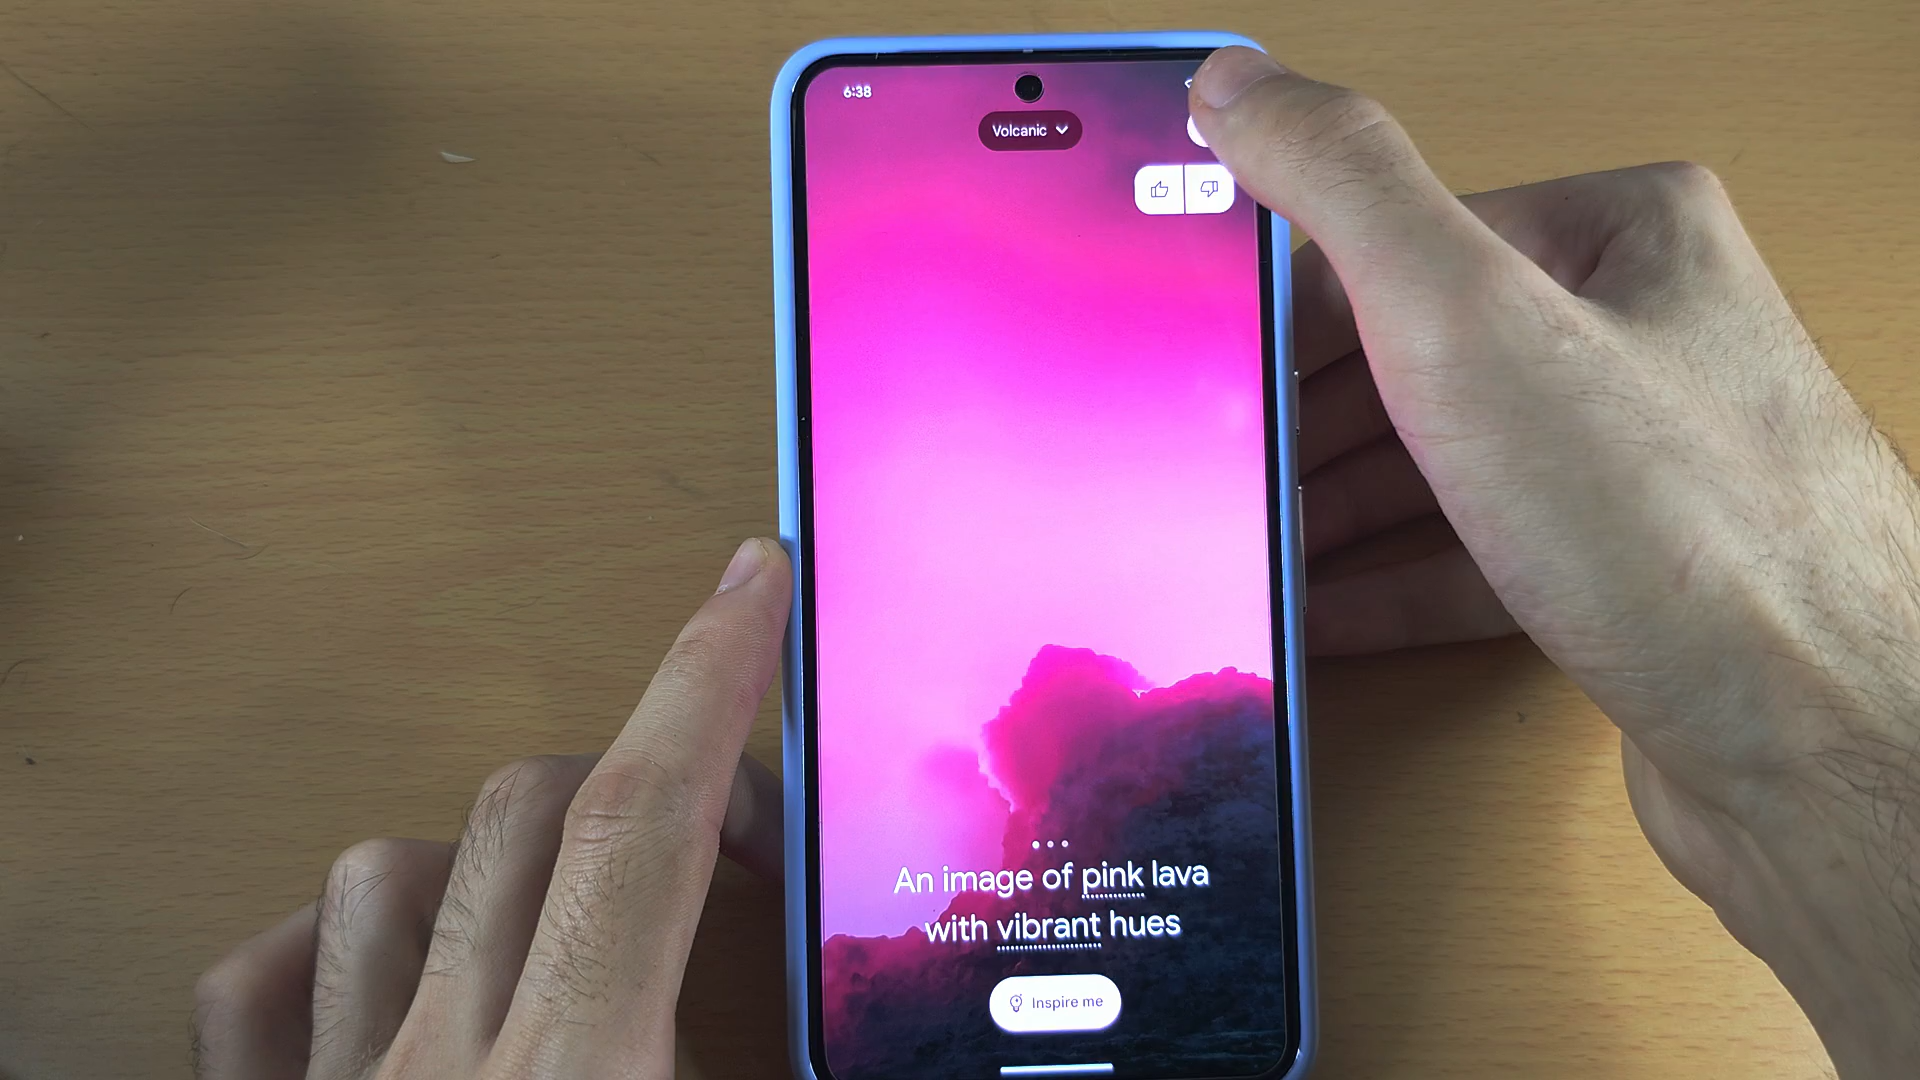 6:38
Volcanic
An image of pink lava
with vibrant hues
Inspire me